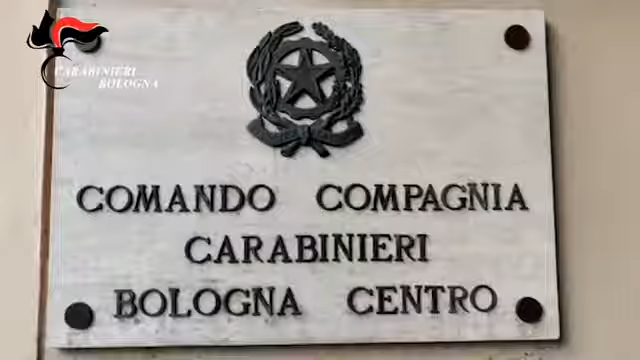 CARABINIERI
BOLOGNA
COMANDO COMPAGNIA
CARABINIERI
BOLOGNA CENTRO